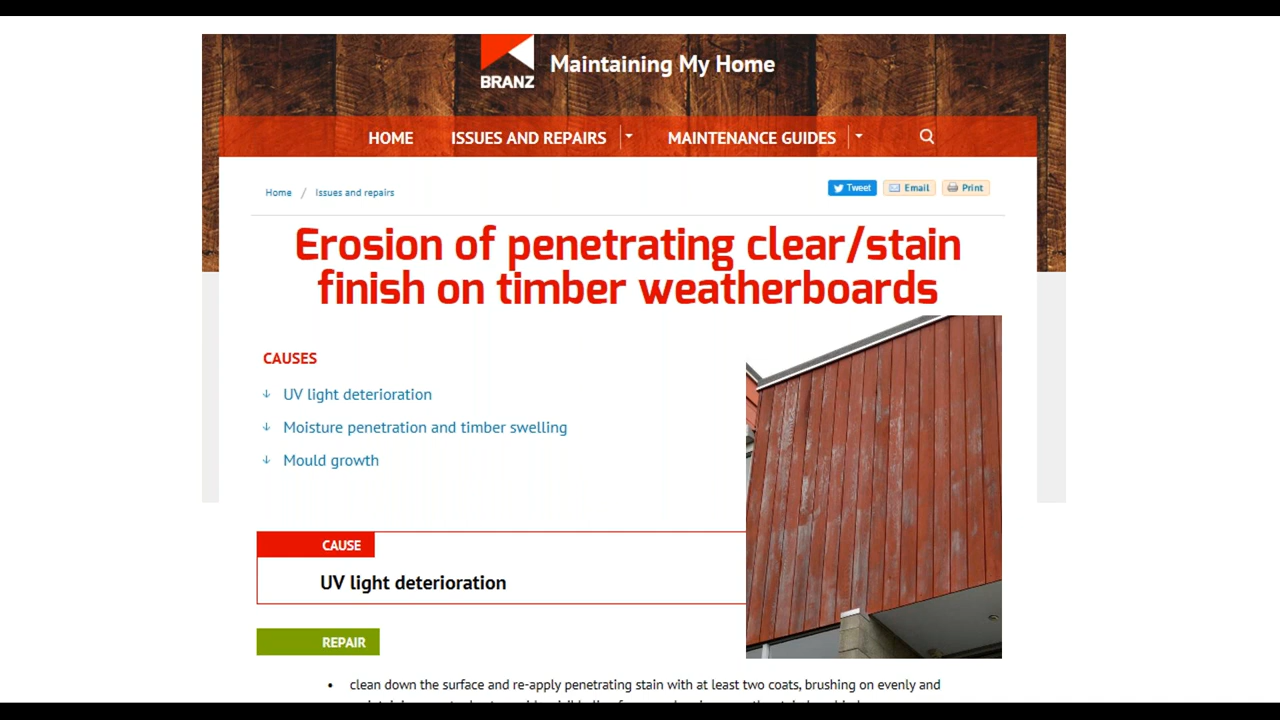 BRANZ
Maintaining My Home
HOME
ISSUES AND REPAIRS
MAINTENANCE GUIDES
Home / Issues and repairs
Tweet
Email
Print
Erosion of penetrating clear/stain
finish on timber weatherboards
CAUSES
UV light deterioration
Moisture penetration and timber swelling
Mould growth
CAUSE
UV light deterioration
REPAIR
• clean down the surface and re-apply penetrating stain with at least two coats, brushing on evenly and